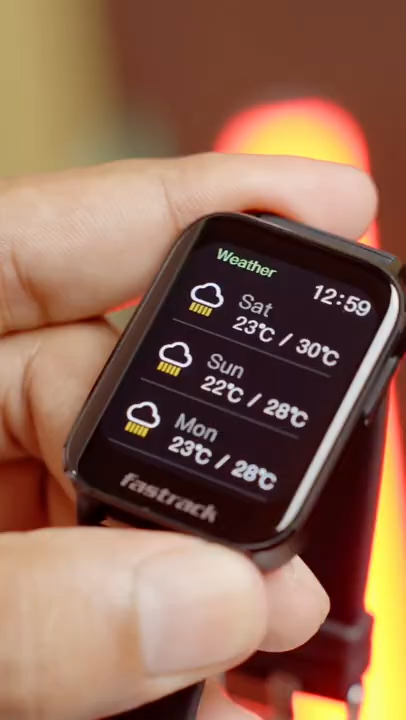 Weather
12:59
Sat
23℃ / 30℃
Sun
22℃ / 28℃
Mon
23℃ / 28℃
fastrack